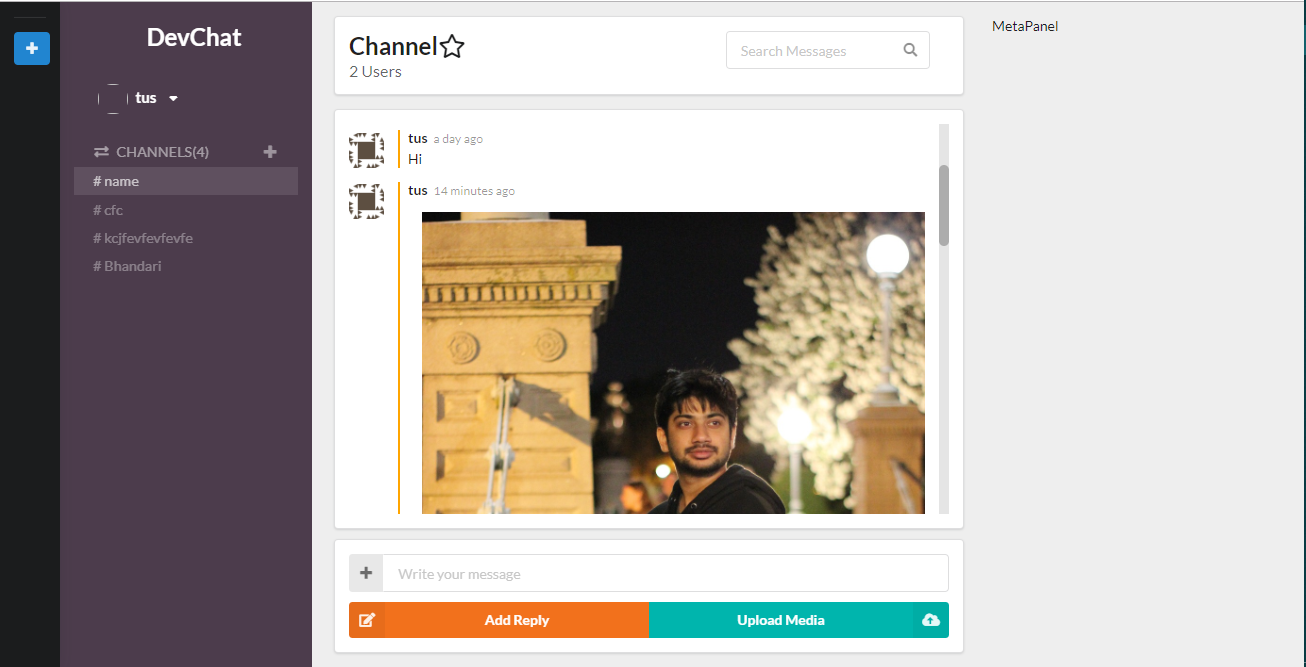 DevChat
tus
CHANNELS(4)
# name
# cfc
# kcjfevfevfevfe
# Bhandari
Channel
2 Users
Search Messages
tus a day ago
Hi
tus 14 minutes ago
Write your message
Add Reply
Upload Media
MetaPanel